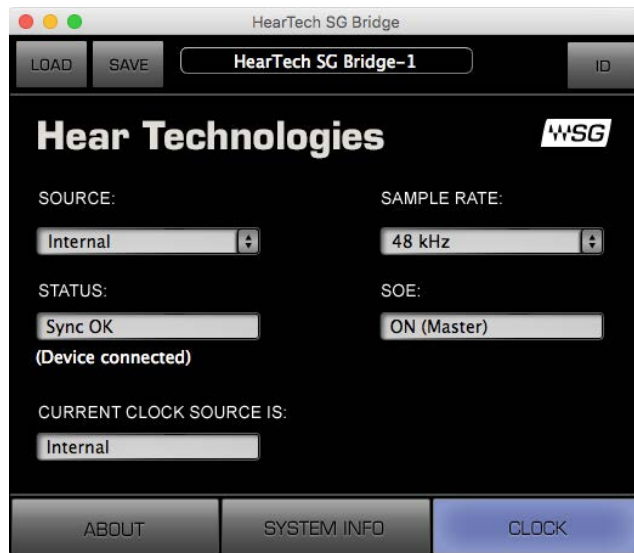 HearTech SG Bridge
LOAD SAVE HearTech SG Bridge-1 ID
Hear Technologies WSG
SOURCE: SAMPLE RATE:
Internal 48 kHz
STATUS: SOE:
Sync OK ON (Master)
(Device connected)
CURRENT CLOCK SOURCE IS:
Internal
ABOUT SYSTEM INFO CLOCK